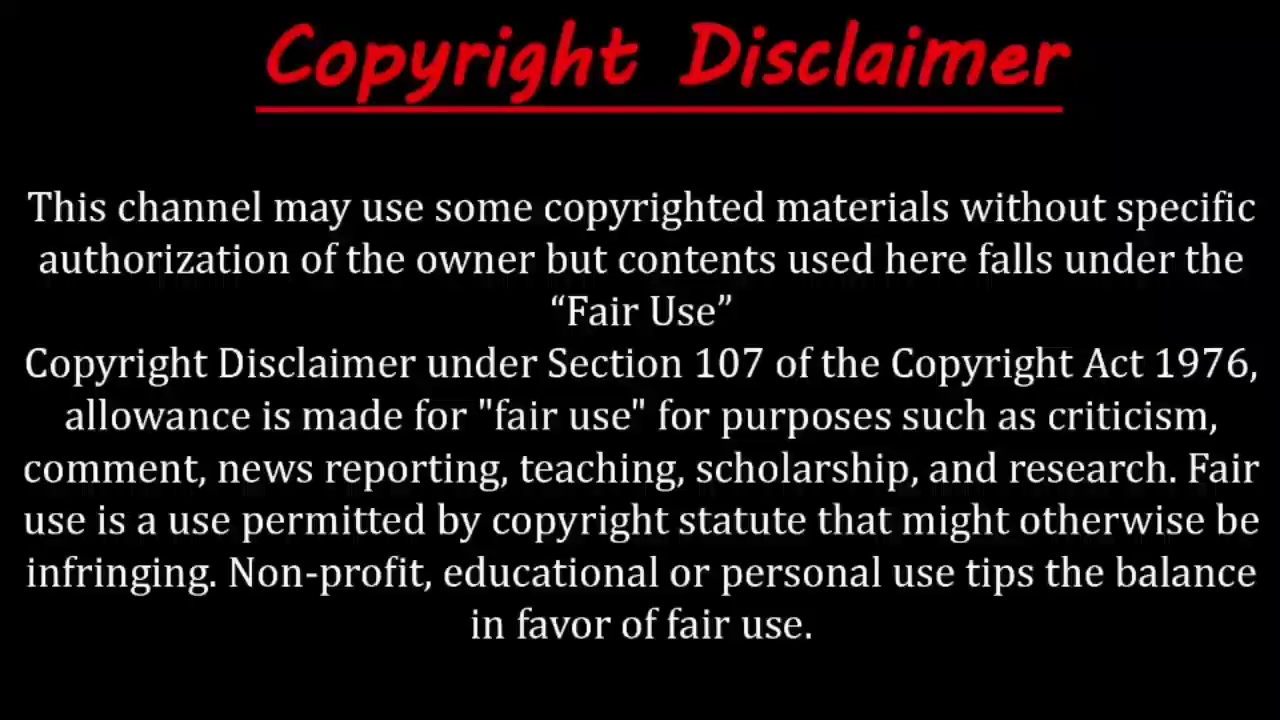 Copyright Disclaimer
This channel may use some copyrighted materials without specific
authorization of the owner but contents used here falls under the
“Fair Use”
Copyright Disclaimer under Section 107 of the Copyright Act 1976,
allowance is made for "fair use" for purposes such as criticism,
comment, news reporting, teaching, scholarship, and research. Fair
use is a use permitted by copyright statute that might otherwise be
infringing. Non-profit, educational or personal use tips the balance
in favor of fair use.